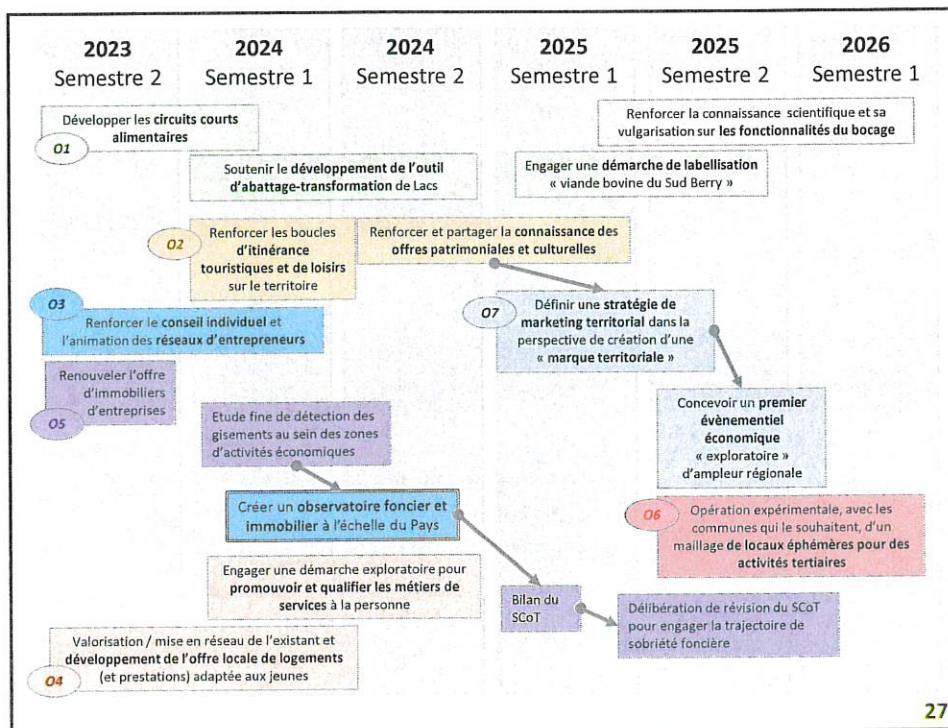 2023
Semestre 2
2024
Semestre 1
2024
Semestre 2
2025
Semestre 1
2025
Semestre 2
2026
Semestre 1
Développer les circuits courts
alimentaires
O1
Renforcer la connaissance scientifique et sa
vulgarisation sur les fonctionnalités du bocage
Soutenir le développement de l'outil
d'abattage-transformation de Lacs
Engager une démarche de labellisation
« viande bovine du Sud Berry »
O2
Renforcer les boucles
d'itinérance
touristiques et de loisirs
sur le territoire
Renforcer et partager la connaissance des
offres patrimoniales et culturelles
O3
Renforcer le conseil individuel et
l'animation des réseaux d'entrepreneurs
O7
Définir une stratégie de
marketing territorial dans la
perspective de création d'une
« marque territoriale »
Renouveler l'offre
d'immobiliers
d'entreprises
O5
Etude fine de détection des
gisements au sein des zones
d'activités économiques
Concevoir un premier
évènementiel
économique
« exploratoire »
d'ampleur régionale
Créer un observatoire foncier et
immobilier à l'échelle du Pays
O6
Opération expérimentale, avec les
communes qui le souhaitent, d'un
maillage de locaux éphémères pour des
activités tertiaires
Engager une démarche exploratoire pour
promouvoir et qualifier les métiers de
services à la personne
Bilan du
SCoT
Délibération de révision du SCoT
pour engager la trajectoire de
sobriété foncière
Valorisation / mise en réseau de l'existant et
développement de l'offre locale de logements
(et prestations) adaptée aux jeunes
O4
27